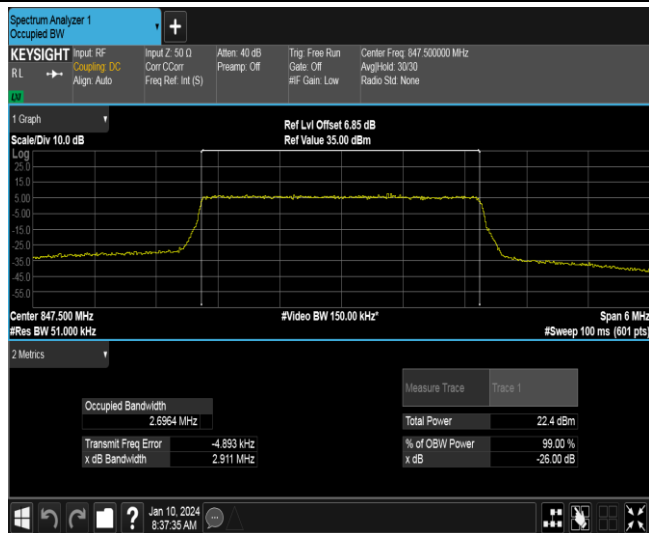 Spectrum Analyzer 1
Occupied BW
+
KEYSIGHT
RL
Input: RF
Coupling: DC
Align: Auto
Input Z: 50 Ω
Corr CCorr
Freq Ref: Int (S)
Atten: 40 dB
Preamp: Off
Trig: Free Run
Gate: Off
#IF Gain: Low
Center Freq: 847.500000 MHz
Avg|Hold: 30/30
Radio Std: None
1 Graph
Scale/Div 10.0 dB
Ref Lvl Offset 6.85 dB
Ref Value 35.00 dBm
Log
25.0
15.0
5.00
-5.00
-15.0
-25.0
-35.0
-45.0
-55.0
Center 847.500 MHz
#Res BW 51.000 kHz
#Video BW 150.00 kHz*
Span 6 MHz
#Sweep 100 ms (601 pts)
2 Metrics
Measure Trace Trace 1
Occupied Bandwidth
2.6964 MHz
Total Power 22.4 dBm
Transmit Freq Error -4.893 kHz
% of OBW Power 99.00 %
x dB Bandwidth 2.911 MHz
x dB -26.00 dB
?
Jan 10, 2024
8:37:35 AM